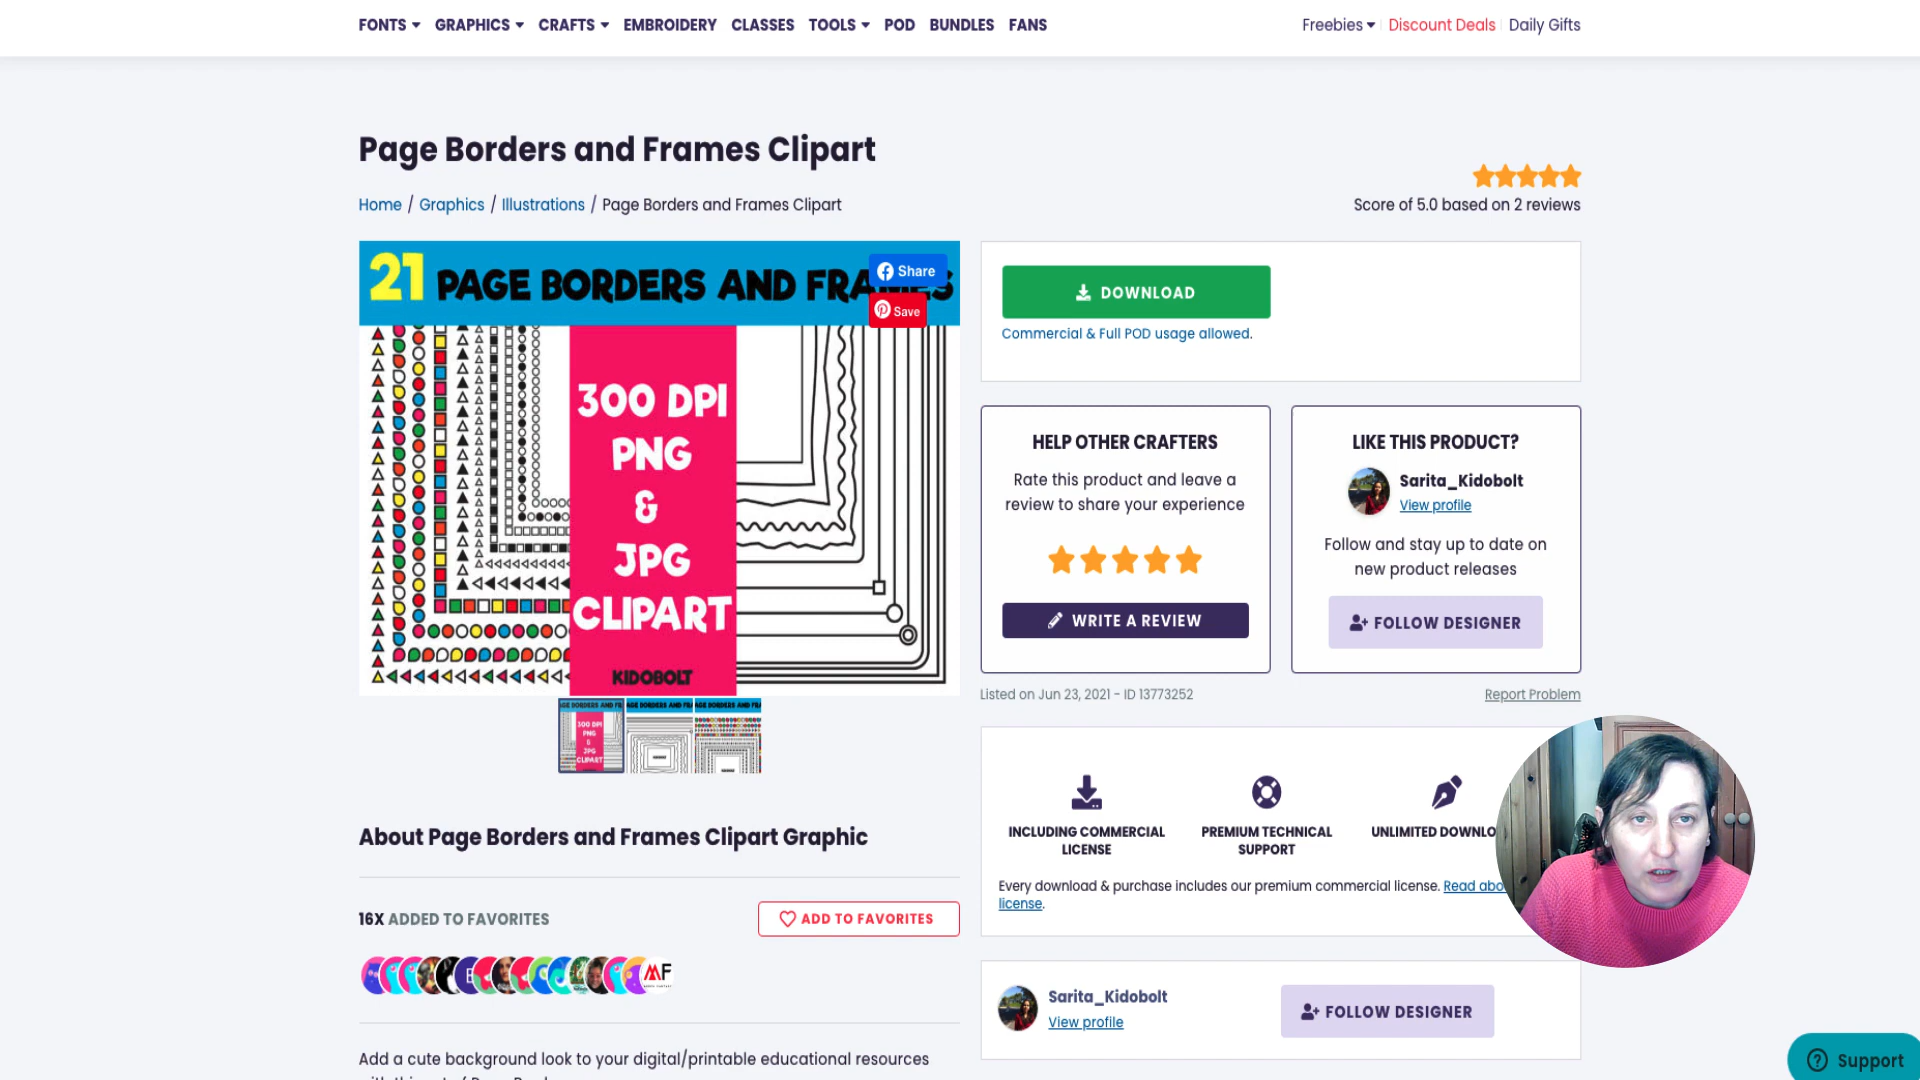 FONTS GRAPHICS CRAFTS EMBROIDERY CLASSES TOOLS POD BUNDLES FANS
Freebies Discount Deals Daily Gifts
Page Borders and Frames Clipart
Home / Graphics / Illustrations / Page Borders and Frames Clipart
Score of 5.0 based on 2 reviews
21 PAGE BORDERS AND FRAMES
Share
Save
300 DPI
PNG
&
JPG
CLIPART
KIDOBOLT
DOWNLOAD
Commercial & Full POD usage allowed.
HELP OTHER CRAFTERS
Rate this product and leave a
review to share your experience
WRITE A REVIEW
LIKE THIS PRODUCT?
Sarita_Kidobolt
View profile
Follow and stay up to date on
new product releases
FOLLOW DESIGNER
Listed on Jun 23, 2021 - ID 13773252
Report Problem
INCLUDING COMMERCIAL
LICENSE
PREMIUM TECHNICAL
SUPPORT
UNLIMITED DOWNLO
Every download & purchase includes our premium commercial license. Read abo
license.
About Page Borders and Frames Clipart Graphic
16X ADDED TO FAVORITES
ADD TO FAVORITES
MF
Sarita_Kidobolt
View profile
FOLLOW DESIGNER
Add a cute background look to your digital/printable educational resources
Support